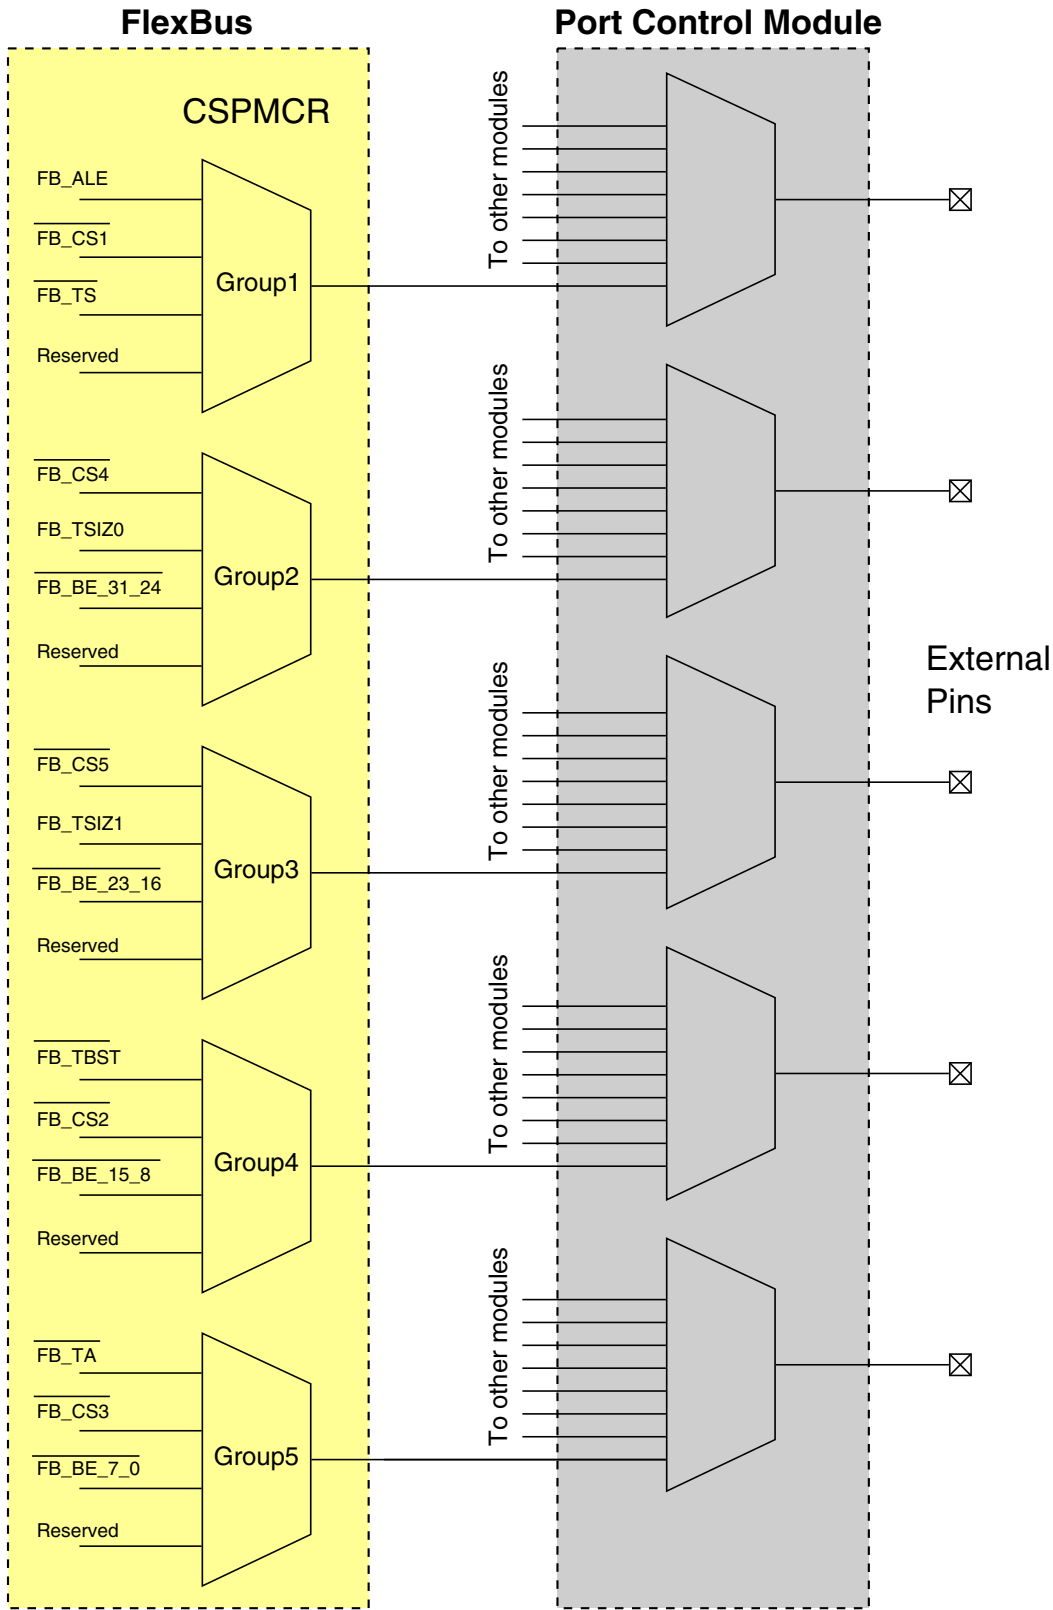 FlexBus
Port Control Module
CSPMCR
FB_ALE
FB_CS1
FB_TS
Reserved
Group1
To other modules
FB_CS4
FB_TSIZ0
FB_BE_31_24
Reserved
Group2
To other modules
External
Pins
FB_CS5
FB_TSIZ1
FB_BE_23_16
Reserved
Group3
To other modules
FB_TBST
FB_CS2
FB_BE_15_8
Reserved
Group4
To other modules
FB_TA
FB_CS3
FB_BE_7_0
Reserved
Group5
To other modules